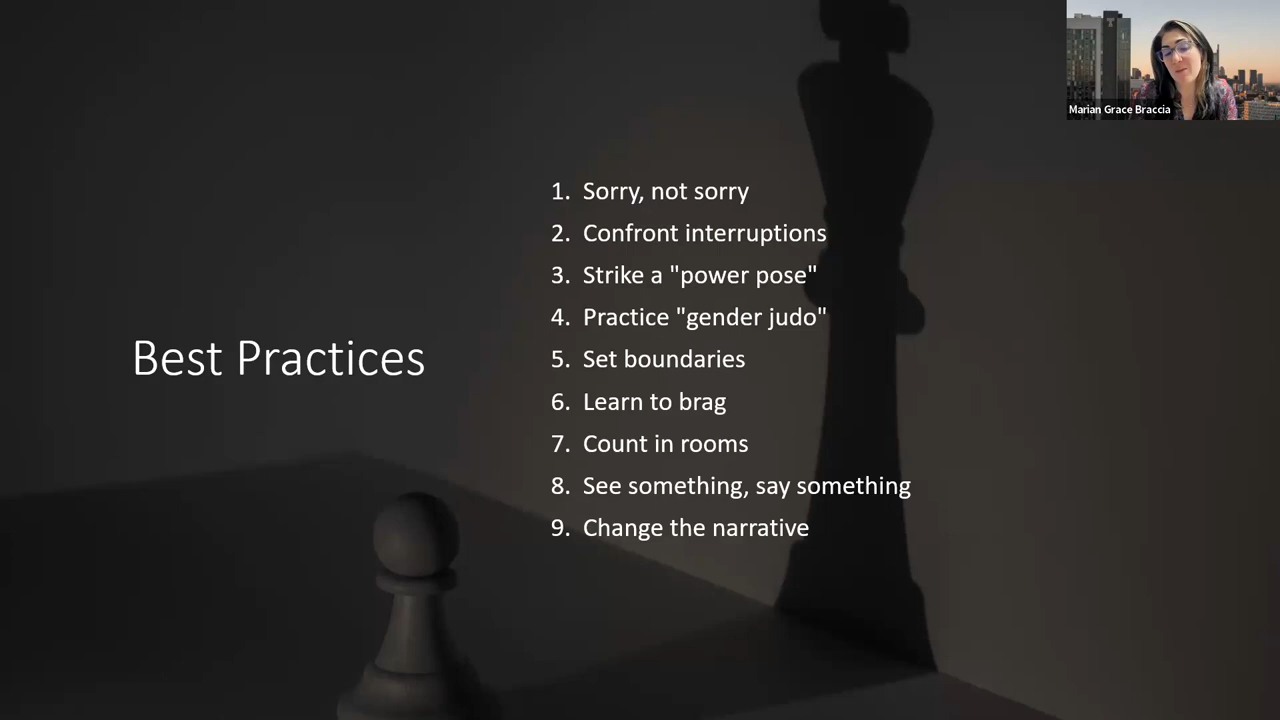 Marian Grace Braccia
Best Practices
1. Sorry, not sorry
2. Confront interruptions
3. Strike a "power pose"
4. Practice "gender judo"
5. Set boundaries
6. Learn to brag
7. Count in rooms
8. See something, say something
9. Change the narrative